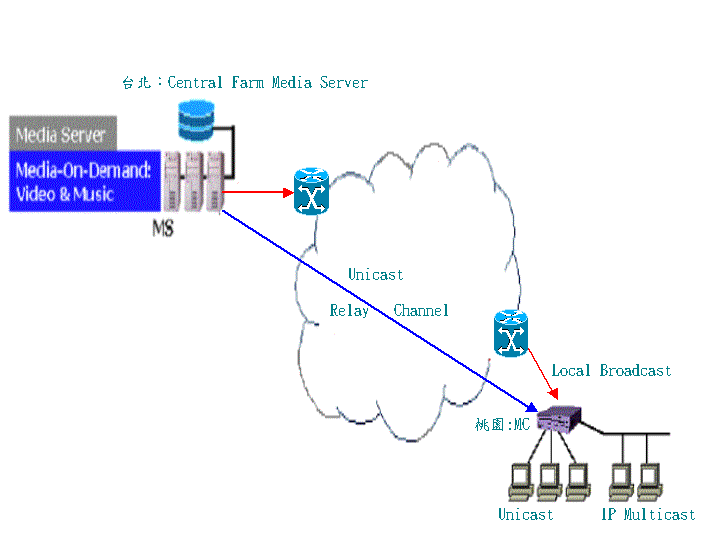 台北：Central Farm Media Server
Media Server
Media-On-Demand:
Video & Music
MS
Unicast
Relay Channel
Local Broadcast
桃園:MC
Unicast
IP Multicast